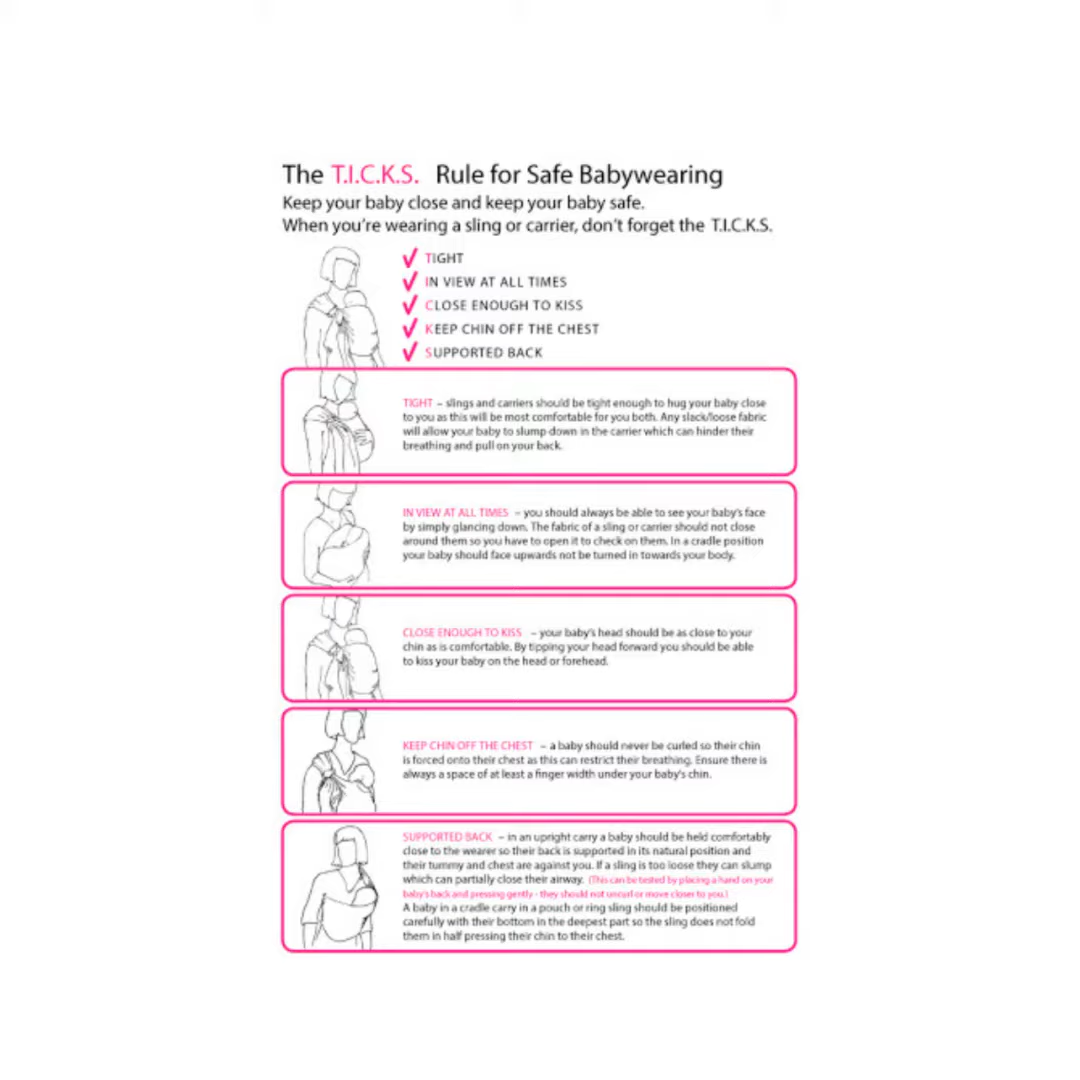 The T.I.C.K.S. Rule for Safe Babywearing
Keep your baby close and keep your baby safe.
When you're wearing a sling or carrier, don't forget the T.I.C.K.S.
✓ TIGHT
✓ IN VIEW AT ALL TIMES
✓ CLOSE ENOUGH TO KISS
✓ KEEP CHIN OFF THE CHEST
✓ SUPPORTED BACK
TIGHT – slings and carriers should be tight enough to hug your baby close
to you as this will be most comfortable for you both. Any slack/loose fabric
will allow your baby to slump down in the carrier which can hinder their
breathing and pull on your back.
IN VIEW AT ALL TIMES – you should always be able to see your baby's face
by simply glancing down. The fabric of a sling or carrier should not close
around them so you have to open it to check on them. In a cradle position
your baby should face upwards not be turned in towards your body.
CLOSE ENOUGH TO KISS – your baby's head should be as close to your
chin as is comfortable. By tipping your head forward you should be able
to kiss your baby on the head or forehead.
KEEP CHIN OFF THE CHEST – a baby should never be curled so their chin
is forced onto their chest as this can restrict their breathing. Ensure there is
always a space of at least a finger width under your baby's chin.
SUPPORTED BACK – in an upright carry a baby should be held comfortably
close to the wearer so their back is supported in its natural position and
their tummy and chest are against you. If a sling is too loose they can slump
which can partially close their airway. (This can be tested by placing a hand on your
baby's back and pressing gently - they should not uncurl or move closer to you.)
A baby in a cradle carry in a pouch or ring sling should be positioned
carefully with their bottom in the deepest part so the sling does not fold
them in half pressing their chin to their chest.